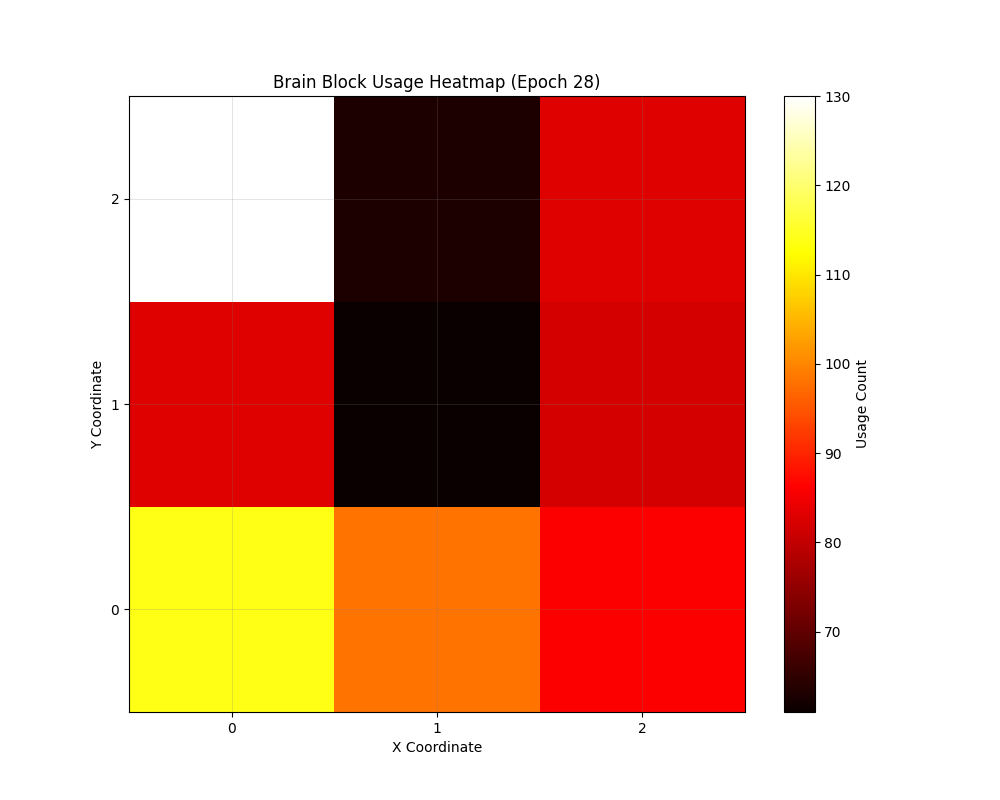 Brain Block Usage Heatmap (Epoch 28)
2
1
0
Y Coordinate
0 1 2
X Coordinate
130
120
110
100
90
80
70
Usage Count